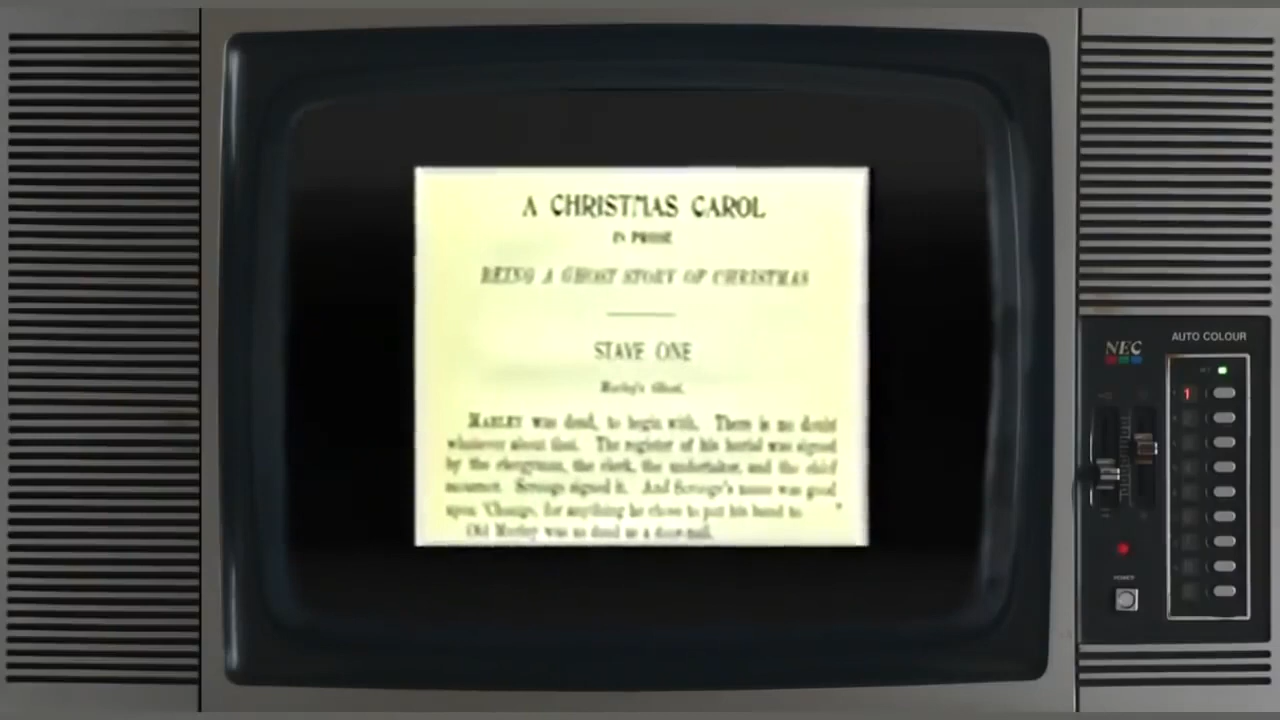 A CHRISTMAS CAROL
IN PROSE
BEING A GHOST STORY OF CHRISTMAS
STAVE ONE
Marley's Ghost.
MARLEY was dead, to begin with. There is no doubt
whatever about that. The register of his burial was signed
by the clergyman, the clerk, the undertaker, and the chief
mourner. Scrooge signed it. And Scrooge's name was good
upon 'Change, for anything he chose to put his hand to.
Old Marley was as dead as a door-nail.
NEC
AUTO COLOUR
1
POWER